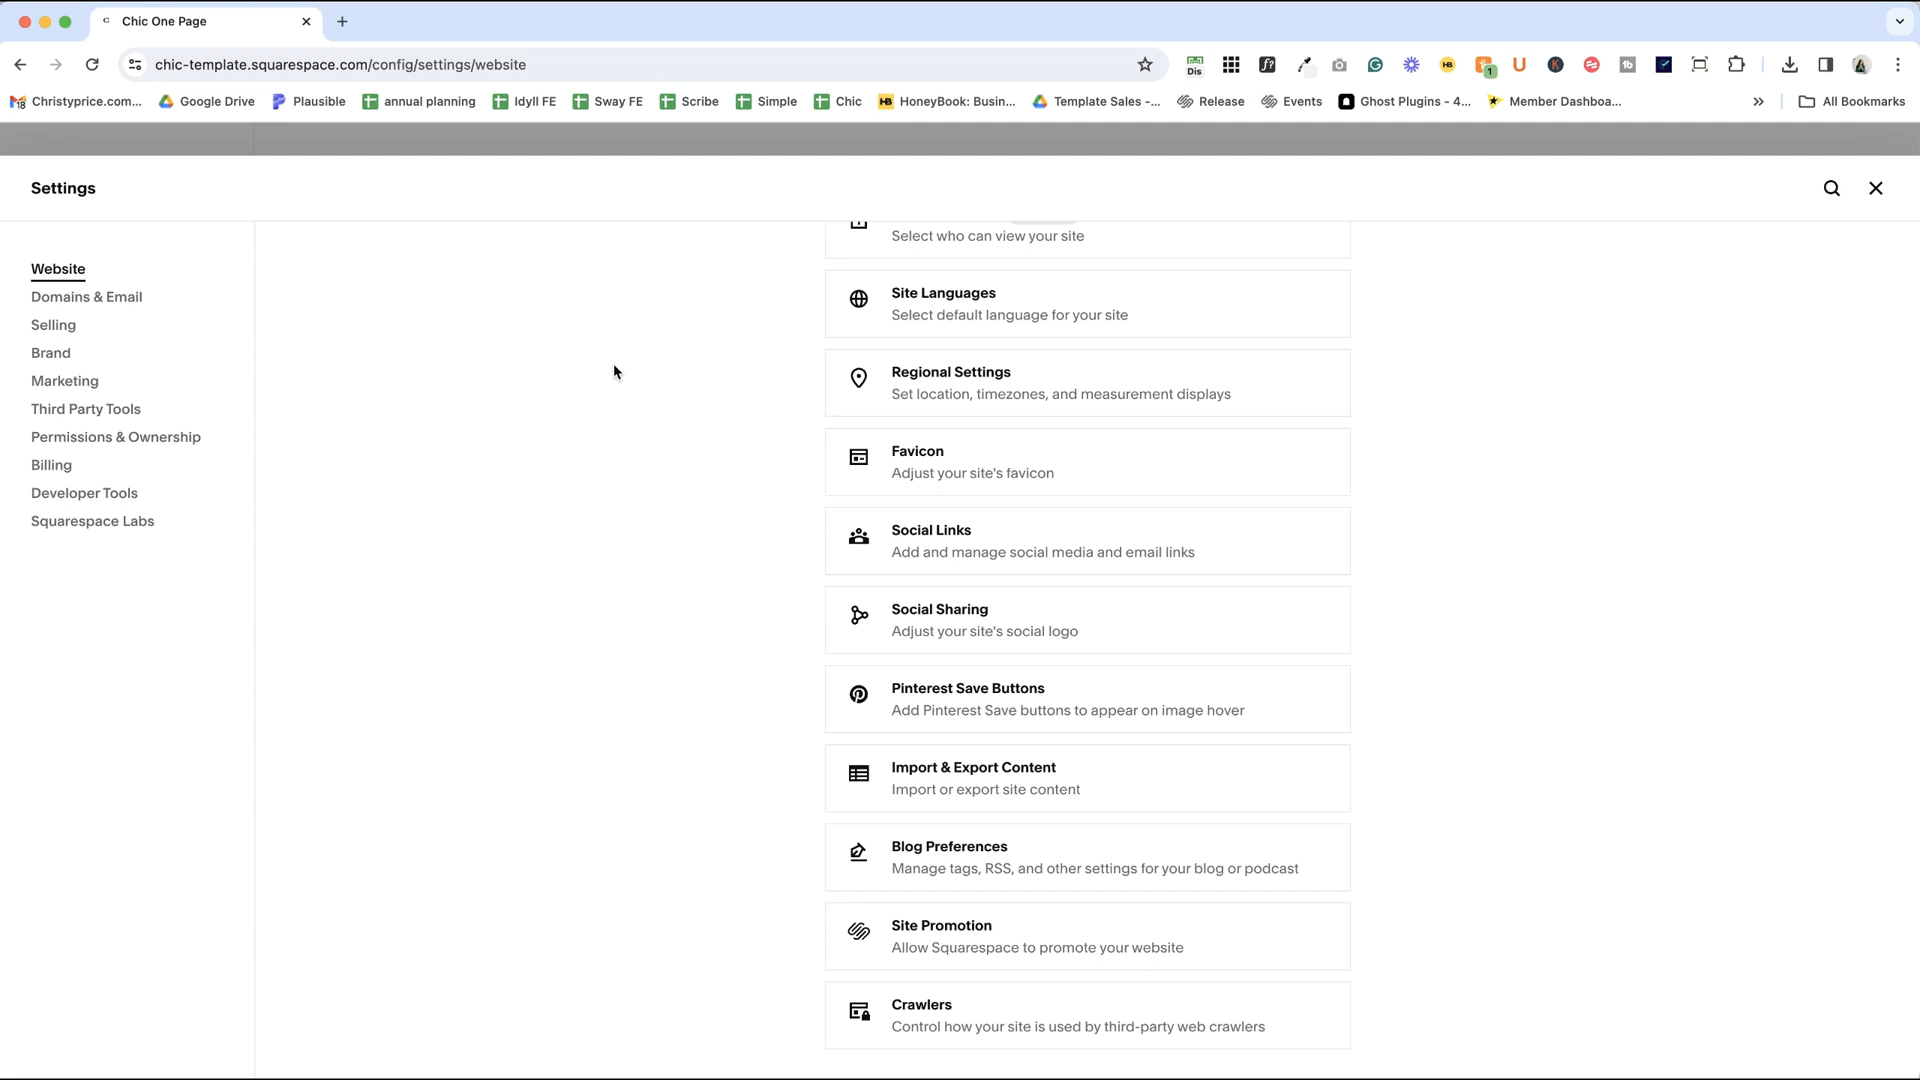 C Chic One Page
chic-template.squarespace.com/config/settings/website
Dis
f?
HB
1
U
K
tb
18 Christyprice.com...
Google Drive
Plausible
annual planning
Idyll FE
Sway FE
Scribe
Simple
Chic
HB HoneyBook: Busin...
Template Sales -...
Release
Events
Ghost Plugins - 4...
Member Dashboa...
All Bookmarks
Settings
Website
Domains & Email
Selling
Brand
Marketing
Third Party Tools
Permissions & Ownership
Billing
Developer Tools
Squarespace Labs
Select who can view your site
Site Languages
Select default language for your site
Regional Settings
Set location, timezones, and measurement displays
Favicon
Adjust your site's favicon
Social Links
Add and manage social media and email links
Social Sharing
Adjust your site's social logo
Pinterest Save Buttons
Add Pinterest Save buttons to appear on image hover
Import & Export Content
Import or export site content
Blog Preferences
Manage tags, RSS, and other settings for your blog or podcast
Site Promotion
Allow Squarespace to promote your website
Crawlers
Control how your site is used by third-party web crawlers